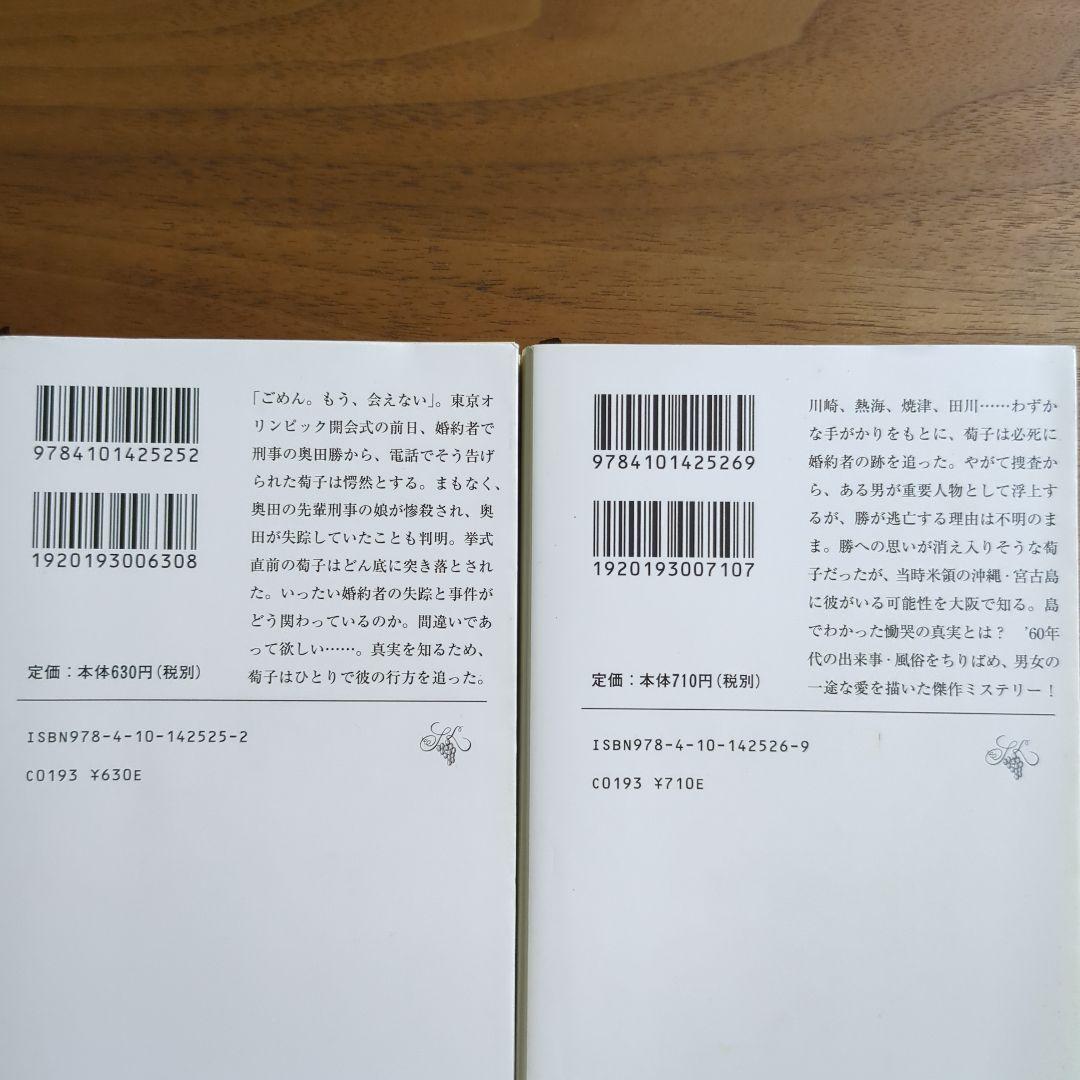 9784101425252
1920193006308
定価：本体630円(税別)
「ごめん。もう、会えない」。東京オ
リンピック開会式の前日、婚約者で
刑事の奥田勝から、電話でそう告げ
られた萄子は愕然とする。まもなく、
奥田の先輩刑事の娘が惨殺され、奥
田が失踪していたことも判明。挙式
直前の萄子はどん底に突き落とされ
た。いったい婚約者の失踪と事件が
どう関わっているのか。間違いであ
って欲しい……。真実を知るため、
萄子はひとりで彼の行方を追った。
ISBN978-4-10-142525-2
C0193 ¥630E
9784101425269
1920193007107
定価：本体710円(税別)
川崎、熱海、焼津、田川……わずか
な手がかりをもとに、萄子は必死に
婚約者の跡を追った。やがて捜査か
ら、ある男が重要人物として浮上す
るが、勝が逃亡する理由は不明のま
ま。勝への思いが消え入りそうな萄
子だったが、当時米領の沖縄・宮古島
に彼がいる可能性を大阪で知る。島
でわかった慟哭の真実とは？ ’60年
代の出来事・風俗をちりばめ、男女の
一途な愛を描いた傑作ミステリー！
ISBN978-4-10-142526-9
C0193 ¥710E